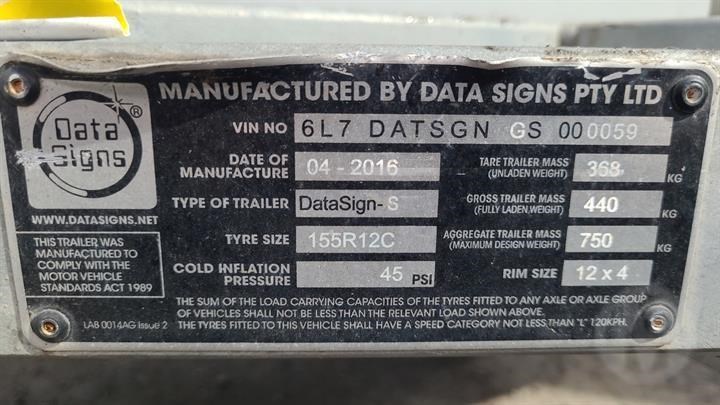 Data
Signs
®
WWW.DATASIGNS.NET
THIS TRAILER WAS
MANUFACTURED TO
COMPLY WITH THE
MOTOR VEHICLE
STANDARDS ACT 1989
LAB 0014AG Issue 2
MANUFACTURED BY DATA SIGNS PTY LTD
VIN NO 6L7 DATSGN GS 000059
DATE OF
MANUFACTURE 04 - 2016
TYPE OF TRAILER DataSign-S
TYRE SIZE 155R12C
COLD INFLATION
PRESSURE 45 PSI
TARE TRAILER MASS
(UNLADEN WEIGHT) 368 KG
GROSS TRAILER MASS
(FULLY LADEN WEIGHT) 440 KG
AGGREGATE TRAILER MASS
(MAXIMUM DESIGN WEIGHT) 750 KG
RIM SIZE 12 x 4
THE SUM OF THE LOAD CARRYING CAPACITIES OF THE TYRES FITTED TO ANY AXLE OR AXLE GROUP
OF VEHICLES SHALL NOT BE LESS THAN THE RELEVANT LOAD SHOWN ABOVE.
THE TYRES FITTED TO THIS VEHICLE SHALL HAVE A SPEED CATEGORY NOT LESS THAN "L" 120KPH.